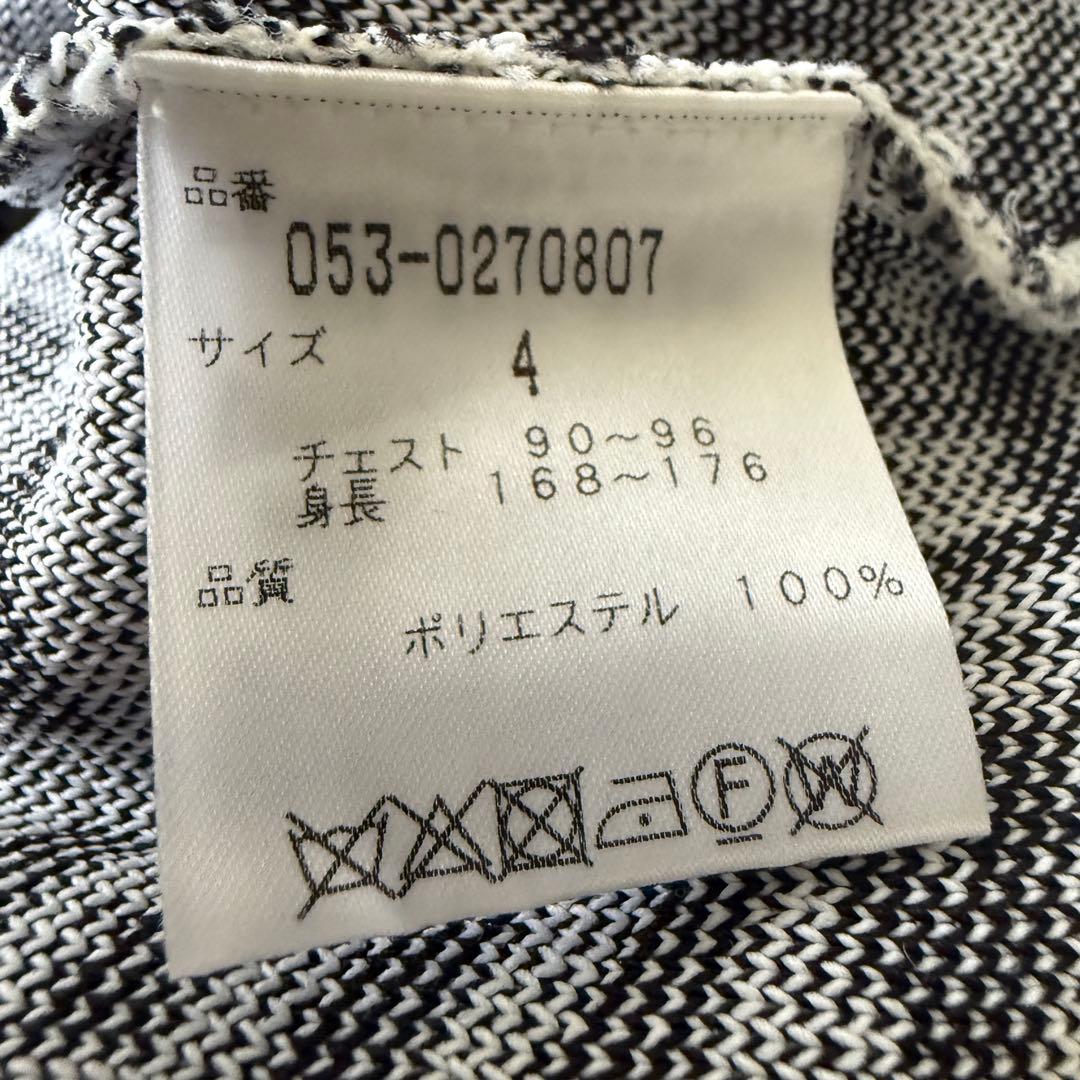 品番
053-0270807
サイズ 4
チェスト 90～96
身長 168～176
品質
ポリエステル 100%
F W